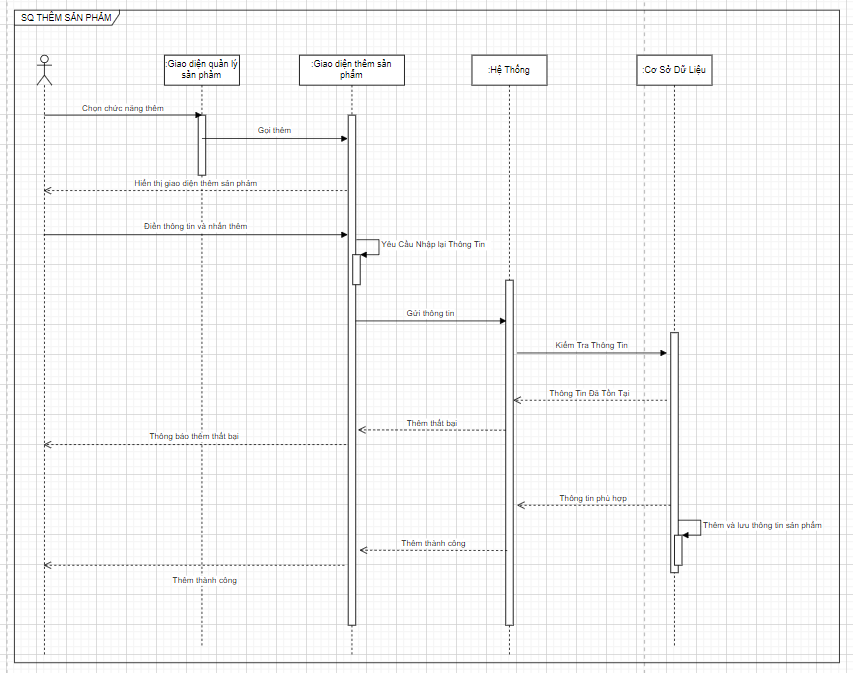 SQ THÊM SẢN PHẨM
:Giao diện quản lý
sản phẩm
:Giao diện thêm sản
phẩm
:Hệ Thống
:Cơ Sở Dữ Liệu
Chọn chức năng thêm
Gọi thêm
Hiển thị giao diện thêm sản phẩm
Điền thông tin và nhấn thêm
Yêu Cầu Nhập lại Thông Tin
Gửi thông tin
Kiểm Tra Thông Tin
Thông Tin Đã Tồn Tại
Thêm thất bại
Thông báo thêm thất bại
Thông tin phù hợp
Thêm và lưu thông tin sản phẩm
Thêm thành công
Thêm thành công